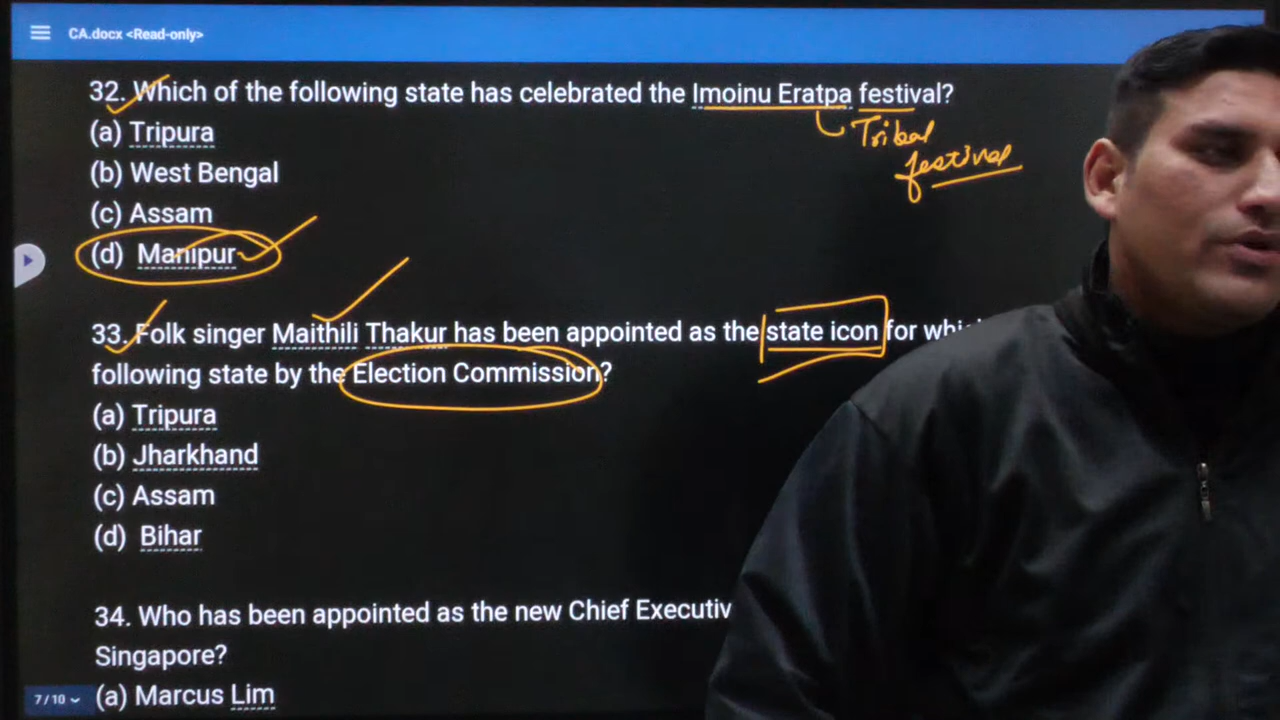 CA.docx <Read-only>
32. Which of the following state has celebrated the Imoinu Eratpa festival?
Tribal
festival
(a) Tripura
(b) West Bengal
(c) Assam
(d) Manipur
33. Folk singer Maithili Thakur has been appointed as the state icon for
following state by the Election Commission?
(a) Tripura
(b) Jharkhand
(c) Assam
(d) Bihar
34. Who has been appointed as the new Chief
Singapore?
7/10
(a) Marcus Lim